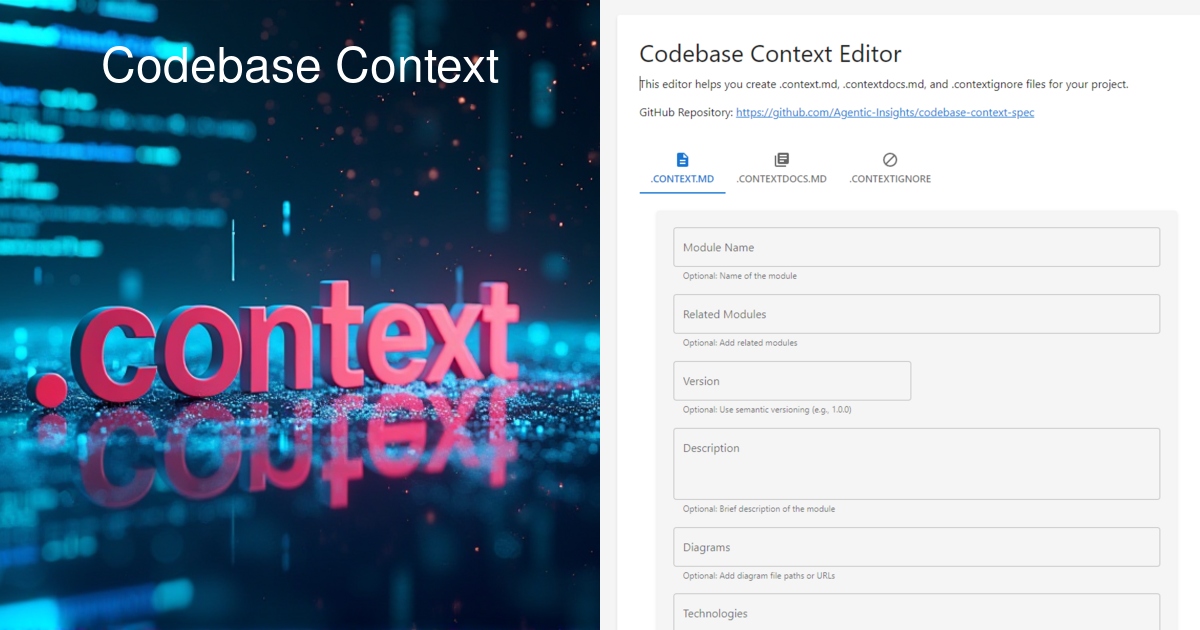 Codebase Context
.context
Codebase Context Editor
This editor helps you create .context.md, .contextdocs.md, and .contextignore files for your project.
GitHub Repository: https://github.com/Agentic-Insights/codebase-context-spec
.CONTEXT.MD
.CONTEXTDOCS.MD
.CONTEXTIGNORE
Module Name
Optional: Name of the module
Related Modules
Optional: Add related modules
Version
Optional: Use semantic versioning (e.g., 1.0.0)
Description
Optional: Brief description of the module
Diagrams
Optional: Add diagram file paths or URLs
Technologies